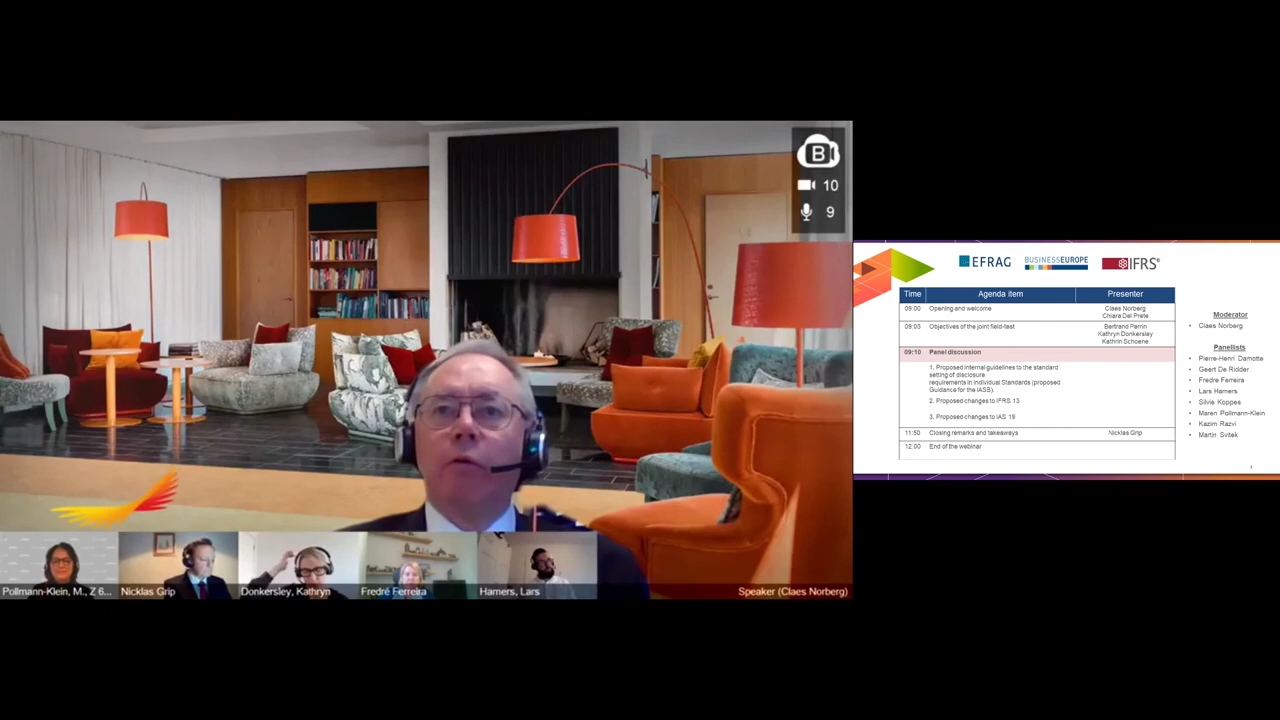 B
10
9
Pollmann-Klein, M., Z 6...
Nicklas Grip
Donkersley, Kathryn
Fredré Ferreira
Hamers, Lars
Speaker (Claes Norberg)
EFRAG
BUSINESSEUROPE
IFRS®
Time Agenda item Presenter
09:00 Opening and welcome Claes Norberg
Chiara Del Prete
09:05 Objectives of the joint field-test Bertrand Perrin
Kathryn Donkersley
Kathrin Schoene
09:10 Panel discussion
1. Proposed internal guidelines to the standard
setting of disclosure
requirements in individual Standards (proposed
Guidance for the IASB).
2. Proposed changes to IFRS 13
3. Proposed changes to IAS 19
11:50 Closing remarks and takeaways Nicklas Grip
12:00 End of the webinar
Moderator
• Claes Norberg
Panellists
• Pierre-Henri Damotte
• Geert De Ridder
• Fredre Ferreira
• Lars Hamers
• Silvie Koppes
• Maren Pollmann-Klein
• Kazim Razvi
• Martin Svitek